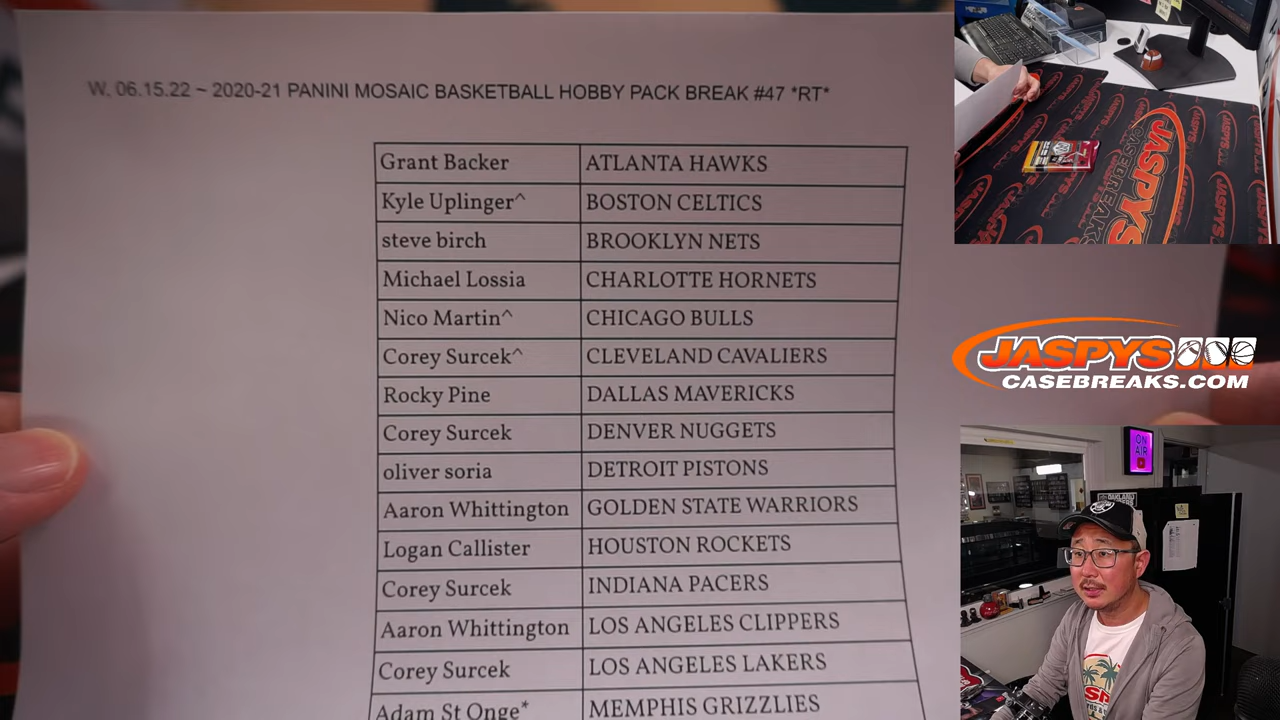 W. 06.15.22 ~ 2020-21 PANINI MOSAIC BASKETBALL HOBBY PACK BREAK #47 *RT*
Grant Backer ATLANTA HAWKS
Kyle Uplinger^ BOSTON CELTICS
steve birch BROOKLYN NETS
Michael Lossia CHARLOTTE HORNETS
Nico Martin^ CHICAGO BULLS
Corey Surcek^ CLEVELAND CAVALIERS
Rocky Pine DALLAS MAVERICKS
Corey Surcek DENVER NUGGETS
oliver soria DETROIT PISTONS
Aaron Whittington GOLDEN STATE WARRIORS
Logan Callister HOUSTON ROCKETS
Corey Surcek INDIANA PACERS
Aaron Whittington LOS ANGELES CLIPPERS
Corey Surcek LOS ANGELES LAKERS
Adam St Onge* MEMPHIS GRIZZLIES
JASPYS
CASEBREAKS
JASPYS
CASEBREAKS.COM
ON
AIR
OAKLAND